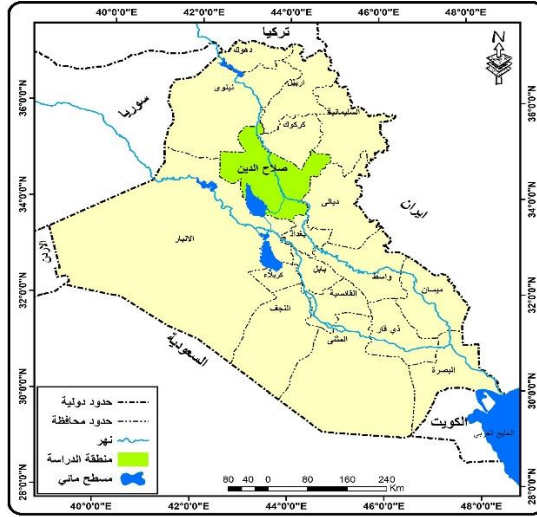 40°0'0"E 42°0'0"E 44°0'0"E 46°0'0"E 48°0'0"E
تركيا
N
دهوك
نينوى
اربيل
السليمانية
كركوك
سوريا
صلاح الدين
ديالى
ايران
الانبار
بغداد
الاردن
كربلاء
بابل
واسط
ميسان
القادسية
النجف
ذي قار
المثنى
السعودية
البصرة
الكويت
الخليج العربي
حدود دولية
حدود محافظة
نهر
منطقة الدراسة
مسطح مائي
80 40 0 80 160 240
Km
36°0'0"N
34°0'0"N
32°0'0"N
30°0'0"N
28°0'0"N
36°0'0"N
34°0'0"N
32°0'0"N
30°0'0"N
28°0'0"N
40°0'0"E 42°0'0"E 44°0'0"E 46°0'0"E 48°0'0"E